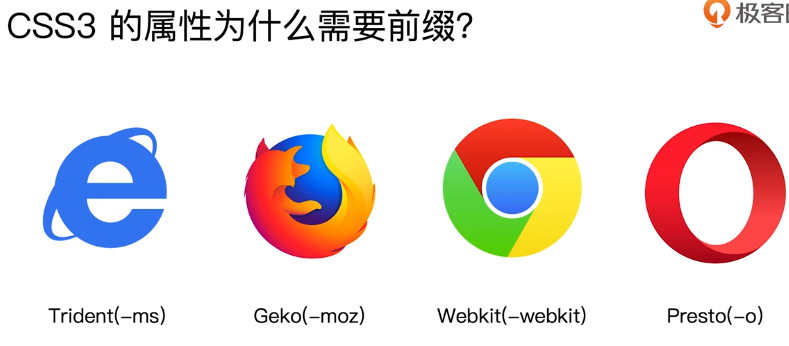 CSS3 的属性为什么需要前缀?
极客
Trident(-ms)
Geko(-moz)
Webkit(-webkit)
Presto(-o)